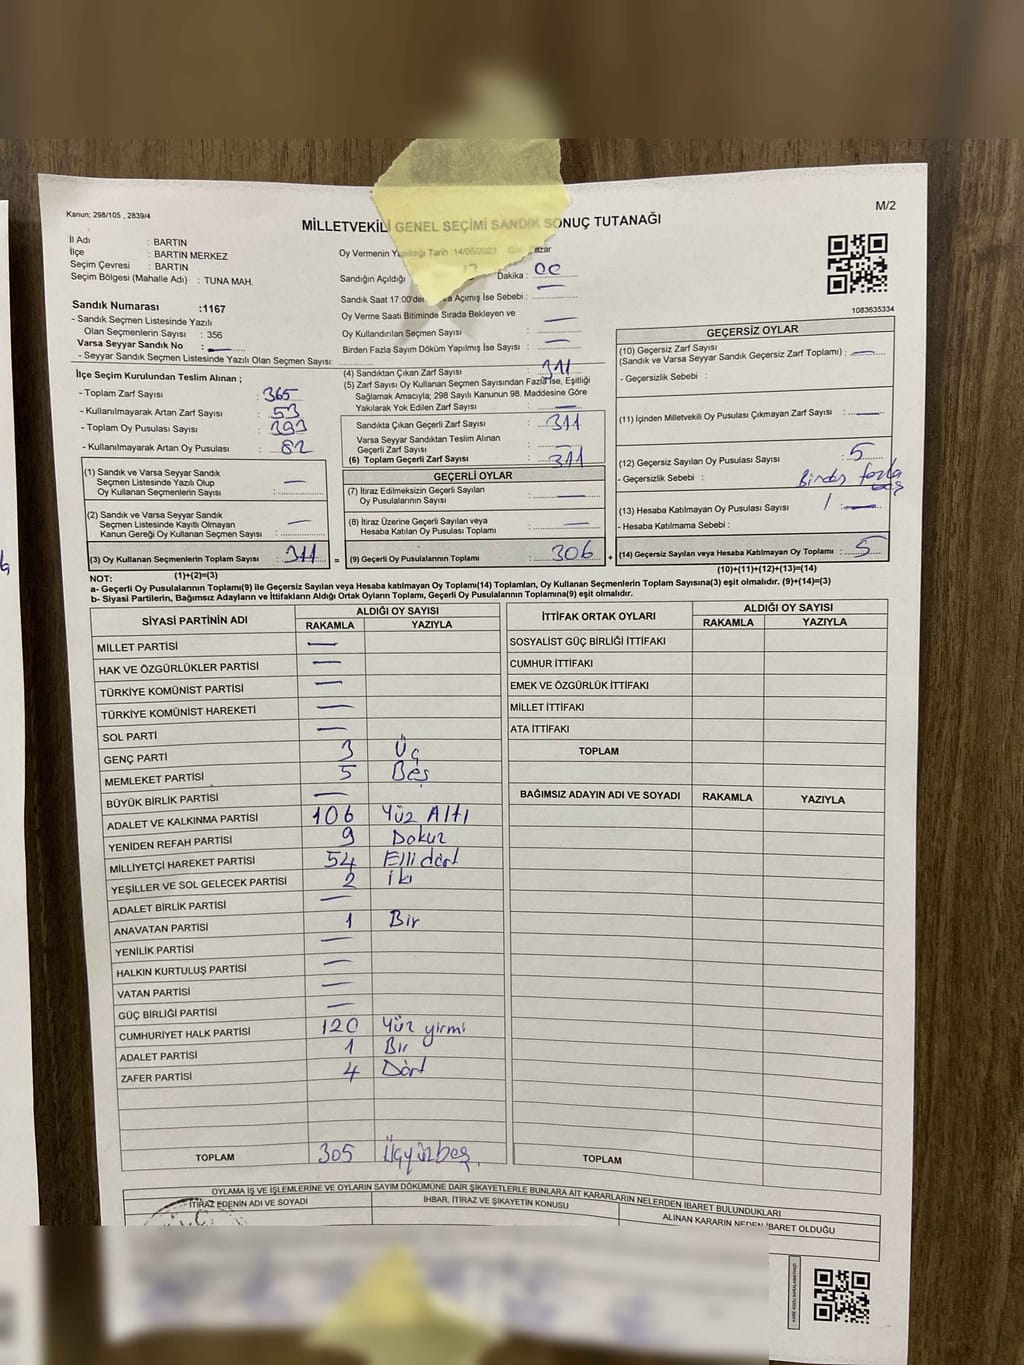 Kanun; 298/105 , 2839/4
M/2
MİLLETVEKİLİ GENEL SEÇİMİ SANDIK SONUÇ TUTANAĞI
İl Adı : BARTIN
İlçe : BARTIN MERKEZ
Seçim Çevresi : BARTIN
Seçim Bölgesi (Mahalle Adı) : TUNA MAH.
Sandık Numarası :1167
- Sandık Seçmen Listesinde Yazılı
Olan Seçmenlerin Sayısı : 356
Varsa Seyyar Sandık No :
- Seyyar Sandık Seçmen Listesinde Yazılı Olan Seçmen Sayısı:
İlçe Seçim Kurulundan Teslim Alınan ;
- Toplam Zarf Sayısı : 365
- Kullanılmayarak Artan Zarf Sayısı : 53
- Toplam Oy Pusulası Sayısı : 393
- Kullanılmayarak Artan Oy Pusulası : 82
Oy Vermenin Yapıldığı Tarih :14/05/2023 Gün : Pazar
Sandığın Açıldığı Dakika : 00
Sandık Saat 17:00'den Açımış İse Sebebi :
Oy Verme Saati Bitiminde Sırada Bekleyen ve
Oy Kullandırılan Seçmen Sayısı :
Birden Fazla Sayım Döküm Yapılmış İse Sayısı :
(4) Sandıktan Çıkan Zarf Sayısı : 311
(5) Zarf Sayısı Oy Kullanan Seçmen Sayısından Fazla İse, Eşitliği
Sağlamak Amacıyla; 298 Sayılı Kanunun 98. Maddesine Göre
Yakılarak Yok Edilen Zarf Sayısı :
Sandıkta Çıkan Geçerli Zarf Sayısı : 311
Varsa Seyyar Sandıktan Teslim Alınan
Geçerli Zarf Sayısı :
(6) Toplam Geçerli Zarf Sayısı : 311
1083635334
GEÇERSİZ OYLAR
(10) Geçersiz Zarf Sayısı
(Sandık ve Varsa Seyyar Sandık Geçersiz Zarf Toplamı) :
- Geçersizlik Sebebi :
(11) İçinden Milletvekili Oy Pusulası Çıkmayan Zarf Sayısı :
(12) Geçersiz Sayılan Oy Pusulası Sayısı : 5
- Geçersizlik Sebebi : Birden fazla
(13) Hesaba Katılmayan Oy Pusulası Sayısı :
- Hesaba Katılmama Sebebi :
(14) Geçersiz Sayılan veya Hesaba Katılmayan Oy Toplamı : 5
(10)+(11)+(12)+(13)=(14)
(1) Sandık ve Varsa Seyyar Sandık
Seçmen Listesinde Yazılı Olup
Oy Kullanan Seçmenlerin Sayısı :
(2) Sandık ve Varsa Seyyar Sandık
Seçmen Listesinde Kayıtlı Olmayan
Kanun Gereği Oy Kullanan Seçmen Sayısı :
(3) Oy Kullanan Seçmenlerin Toplam Sayısı : 311 =
(1)+(2)=(3)
GEÇERLİ OYLAR
(7) İtiraz Edilmeksizin Geçerli Sayılan
Oy Pusulalarının Sayısı :
(8) İtiraz Üzerine Geçerli Sayılan veya
Hesaba Katılan Oy Pusulası Toplamı :
(9) Geçerli Oy Pusulalarının Toplamı : 306 +
NOT:
a- Geçerli Oy Pusulalarının Toplamı(9) ile Geçersiz Sayılan veya Hesaba katılmayan Oy Toplamı(14) Toplamları, Oy Kullanan Seçmenlerin Toplam Sayısına(3) eşit olmalıdır. (9)+(14)=(3)
b- Siyasi Partilerin, Bağımsız Adayların ve İttifakların Aldığı Ortak Oyların Toplamı, Geçerli Oy Pusulalarının Toplamına(9) eşit olmalıdır.
SİYASİ PARTİNİN ADI ALDIĞI OY SAYISI
RAKAMLA YAZIYLA
MİLLET PARTİSİ —
HAK VE ÖZGÜRLÜKLER PARTİSİ —
TÜRKİYE KOMÜNİST PARTİSİ —
TÜRKİYE KOMÜNİST HAREKETİ —
SOL PARTİ —
GENÇ PARTİ 3 Üç
MEMLEKET PARTİSİ 5 Beş
BÜYÜK BİRLİK PARTİSİ —
ADALET VE KALKINMA PARTİSİ 106 Yüz Altı
YENİDEN REFAH PARTİSİ 9 Dokuz
MİLLİYETÇİ HAREKET PARTİSİ 54 Elli dört
YEŞİLLER VE SOL GELECEK PARTİSİ 2 iki
ADALET BİRLİK PARTİSİ —
ANAVATAN PARTİSİ 1 Bir
YENİLİK PARTİSİ —
HALKIN KURTULUŞ PARTİSİ —
VATAN PARTİSİ —
GÜÇ BİRLİĞİ PARTİSİ —
CUMHURİYET HALK PARTİSİ 120 Yüz yirmi
ADALET PARTİSİ 1 Bir
ZAFER PARTİSİ 4 Dört
TOPLAM 305 Üçyüzbeş
İTTİFAK ORTAK OYLARI ALDIĞI OY SAYISI
RAKAMLA YAZIYLA
SOSYALİST GÜÇ BİRLİĞİ İTTİFAKI
CUMHUR İTTİFAKI
EMEK VE ÖZGÜRLÜK İTTİFAKI
MİLLET İTTİFAKI
ATA İTTİFAKI
TOPLAM
BAĞIMSIZ ADAYIN ADI VE SOYADI RAKAMLA YAZIYLA
TOPLAM
OYLAMA İŞ VE İŞLEMLERİNE VE OYLARIN SAYIM DÖKÜMÜNE DAİR ŞİKAYETLERLE BUNLARA AİT KARARLARIN NELERDEN İBARET BULUNDUKLARI
İTİRAZ EDENİN ADI VE SOYADI
İHBAR, İTİRAZ VE ŞİKAYETİN KONUSU
ALINAN KARARIN NEDEN İBARET OLDUĞU